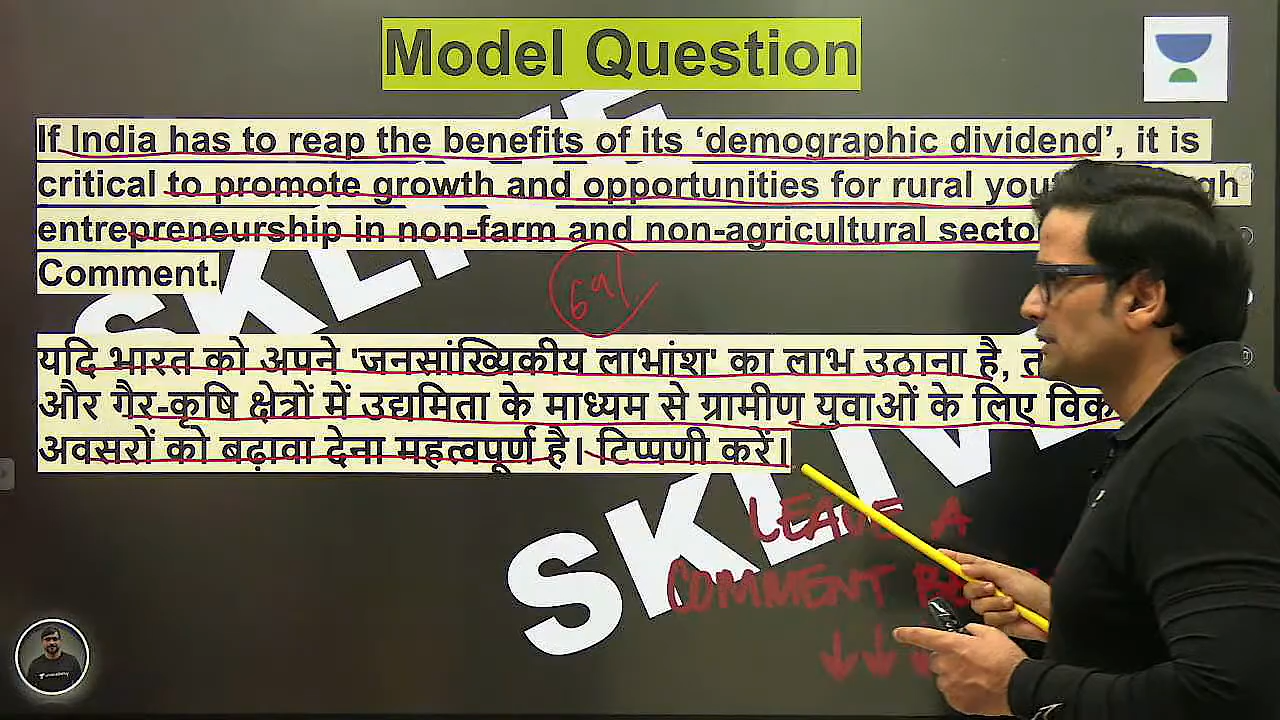 Model Question
If India has to reap the benefits of its ‘demographic dividend’, it is
critical to promote growth and opportunities for rural
entrepreneurship in non-farm and non-agricultural
Comment.
यदि भारत को अपने 'जनसांख्यिकीय लाभांश' का लाभ उठाना है,
और गैर-कृषि क्षेत्रों में उद्यमिता के माध्यम से ग्रामीण युवाओं के लिए
अवसरों को बढ़ावा देना महत्वपूर्ण है। टिप्पणी करें।
SKLIVE
SKLIVE
LEAVE A
COMMENT